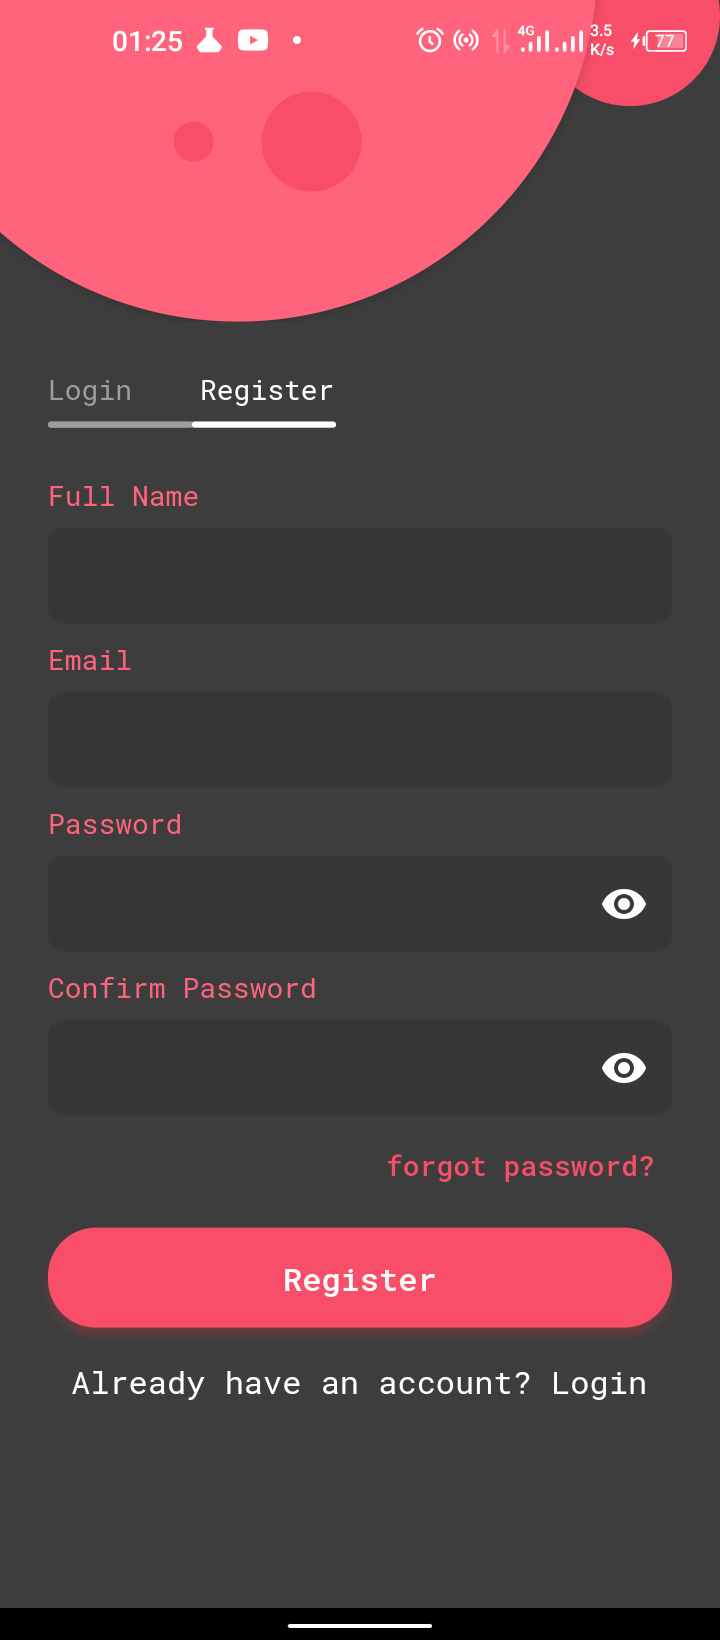 01:25 4G 3.5 K/s 77
Login Register
Full Name
Email
Password
Confirm Password
forgot password?
Register
Already have an account? Login